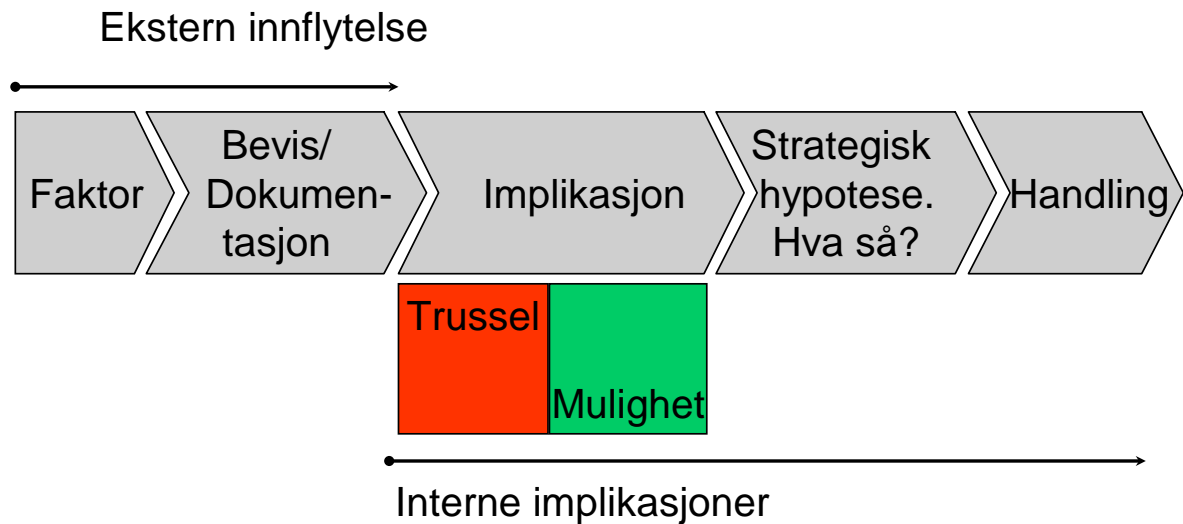 Ekstern innflytelse
Faktor
Bevis/
Dokumen-
tasjon
Implikasjon
Strategisk
hypotese.
Hva så?
Handling
Trussel
Mulighet
Interne implikasjoner